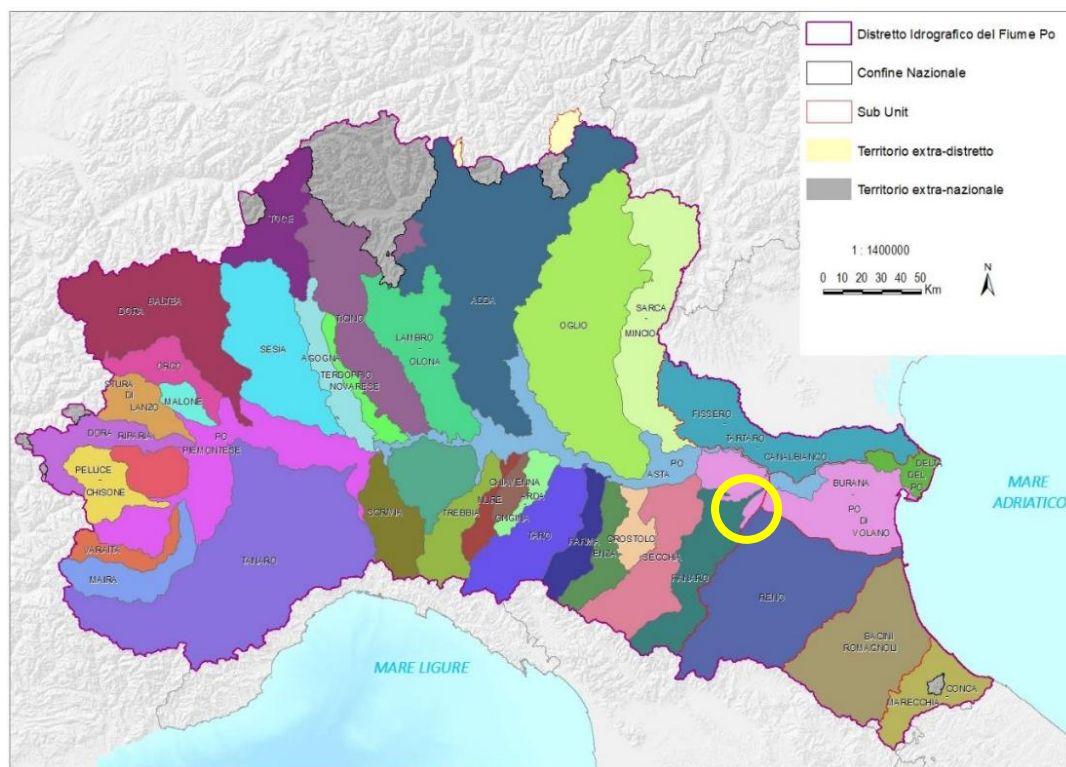 Distretto Idrografico del Fiume Po
Confine Nazionale
Sub Unit
Territorio extra-distretto
Territorio extra-nazionale
1 : 1400000
0 10 20 30 40 50
Km
N
TOCE
BALTEA
DORA
SESIA
TICINO
AGOGNA
TERDOPPIO
NOVARESE
LAMBRO -
OLONA
ADDA
OGLIO
SARCA
-
MINCIO
ORCO
STURA
DI
LANZO
MALONE
DORA
RIPARIA
PO
PIEMONTESE
PELLICE -
CHISONE
VARAITA
MAIRA
TANARO
SCRIVIA
TREBBIA
NURE
CHIAVENNA
ARDA
ONGINA
TARO
PARMA
ENZA
CROSTOLO
SECCHIA
PANARO
ASTA
PO
FISSERO -
TARTARO
CANALBIANCO
BURANA -
PO
DI
VOLANO
DELTA
DEL
PO
RENO
BACINI
ROMAGNOLI
MARECCHIA
-
CONCA
MARE
ADRIATICO
MARE LIGURE